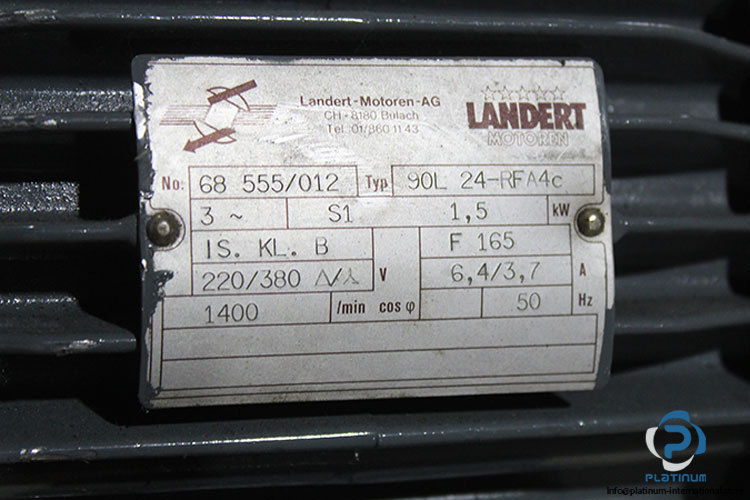 Landert-Motoren-AG
CH-8180 Bülach
Tel. 01/860 11 43
LANDERT
MOTOREN
No: 68 555/012 Typ 90L 24-RFA4c
3 ~ S1 1,5 kW
IS. KL. B F 165
220/380 △/⅄ V 6,4/3,7 A
1400 /min cos φ 50 Hz
PLATINUM
info@platinum-international.com